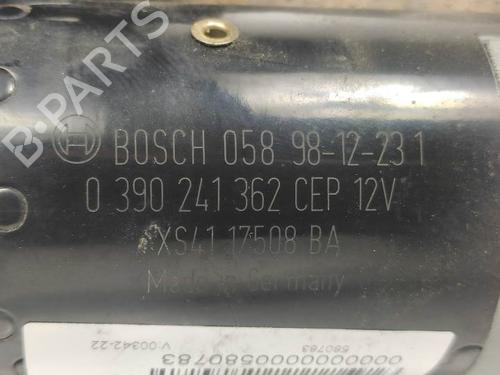 B-Parts
BOSCH 058 98-12-23 1
0 390 241 362 CEP 12V
XS41 17508 BA
Made in Germany
V:00342-22
580783
0000000000580783